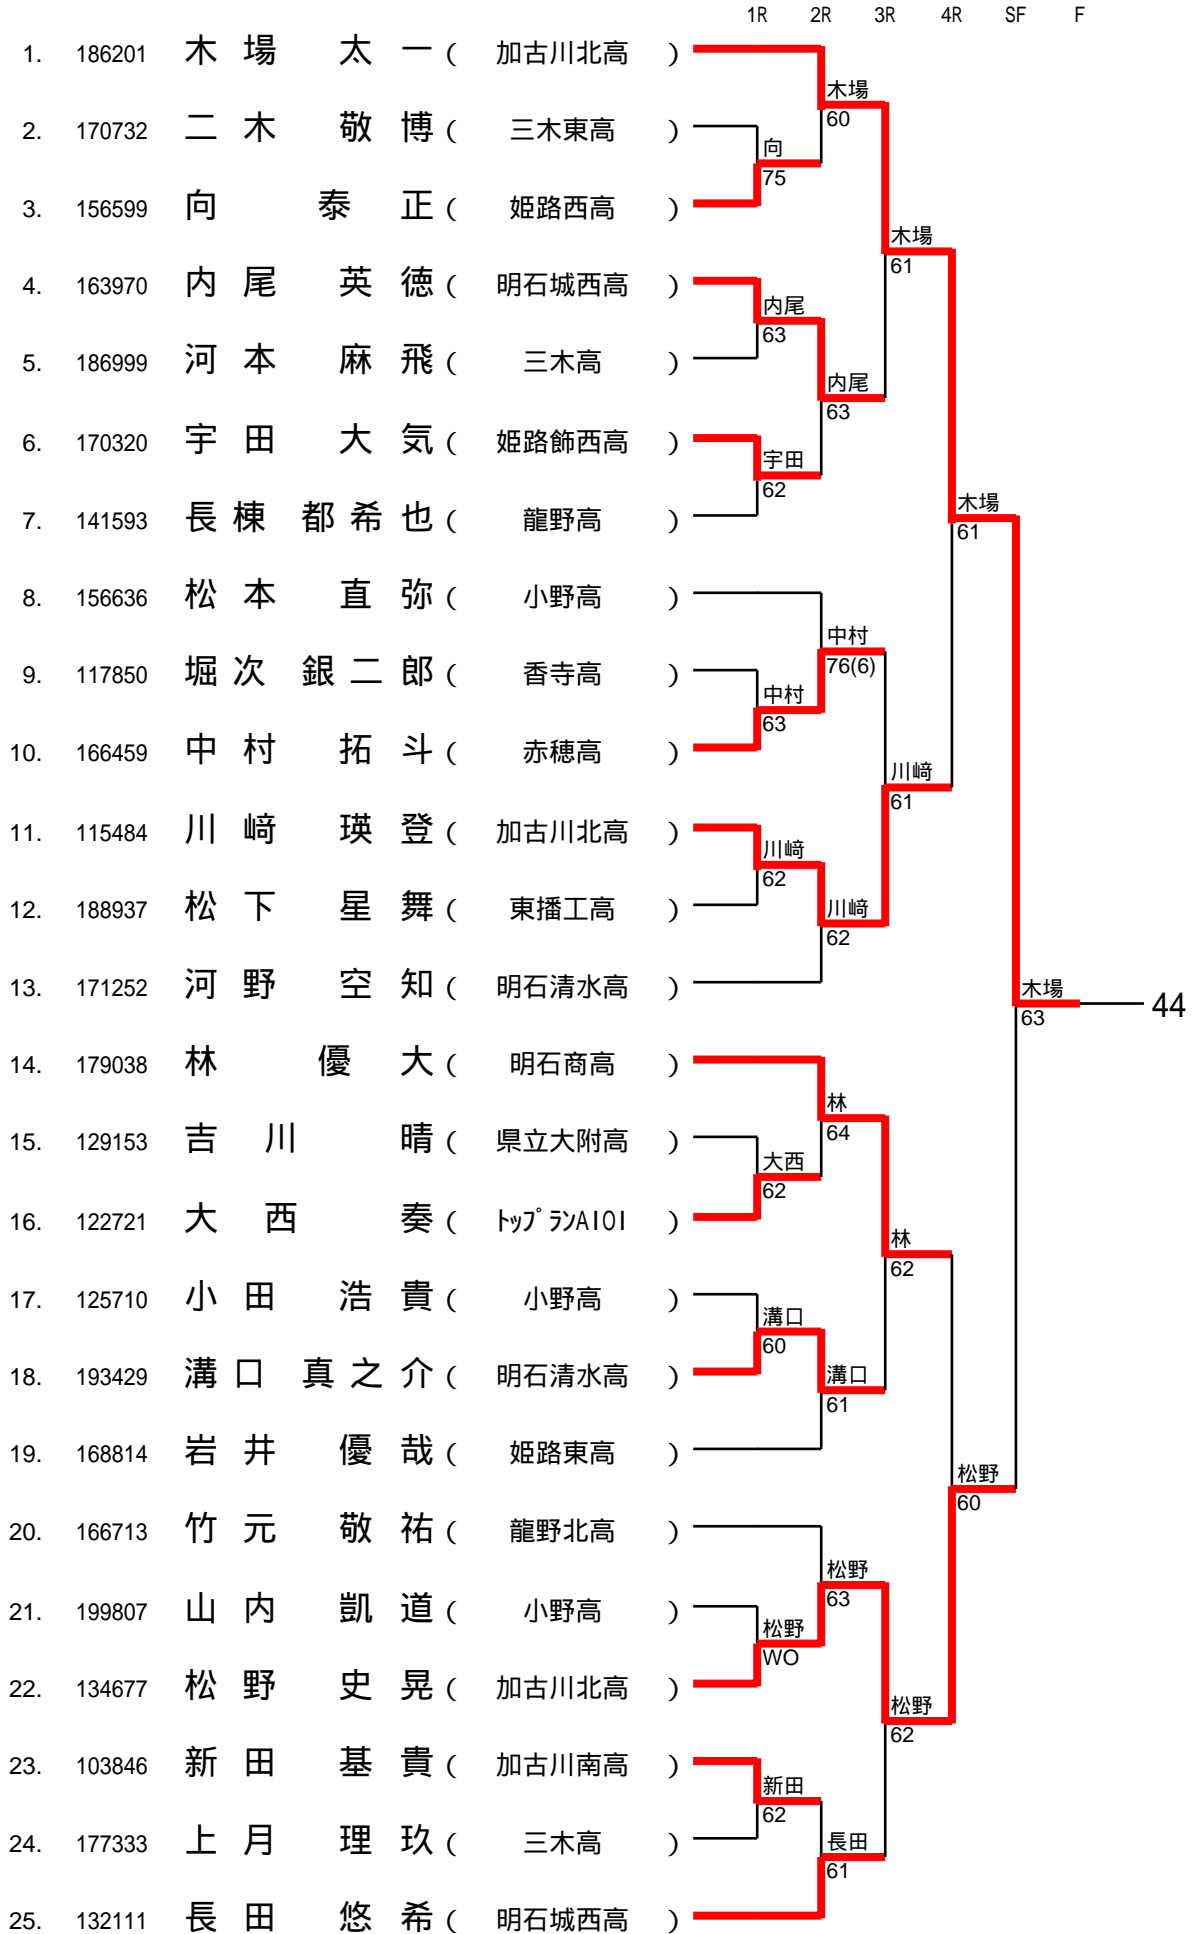 1R 2R 3R 4R SF F
1. 186201 木場 太一 ( 加古川北高 )
木場
60
2. 170732 二木 敬博 ( 三木東高 )
向
75
3. 156599 向 泰正 ( 姫路西高 )
木場
61
4. 163970 内尾 英徳 ( 明石城西高 )
内尾
63
5. 186999 河本 麻飛 ( 三木高 )
内尾
63
6. 170320 宇田 大気 ( 姫路飾西高 )
宇田
62
7. 141593 長棟 都希也 ( 龍野高 )
木場
61
8. 156636 松本 直弥 ( 小野高 )
中村
76(6)
9. 117850 堀次 銀二郎 ( 香寺高 )
中村
63
10. 166459 中村 拓斗 ( 赤穂高 )
川﨑
61
11. 115484 川﨑 瑛登 ( 加古川北高 )
川﨑
62
12. 188937 松下 星舞 ( 東播工高 )
川﨑
62
13. 171252 河野 空知 ( 明石清水高 )
木場
63
44
14. 179038 林 優大 ( 明石商高 )
林
64
15. 129153 吉川 晴 ( 県立大附高 )
大西
62
16. 122721 大西 奏 ( ﾄｯﾌﾟﾗﾝAIOI )
林
62
17. 125710 小田 浩貴 ( 小野高 )
溝口
60
18. 193429 溝口 真之介 ( 明石清水高 )
溝口
61
19. 168814 岩井 優哉 ( 姫路東高 )
松野
60
20. 166713 竹元 敬祐 ( 龍野北高 )
松野
63
21. 199807 山内 凱道 ( 小野高 )
松野
WO
22. 134677 松野 史晃 ( 加古川北高 )
松野
62
23. 103846 新田 基貴 ( 加古川南高 )
新田
62
24. 177333 上月 理玖 ( 三木高 )
長田
61
25. 132111 長田 悠希 ( 明石城西高 )